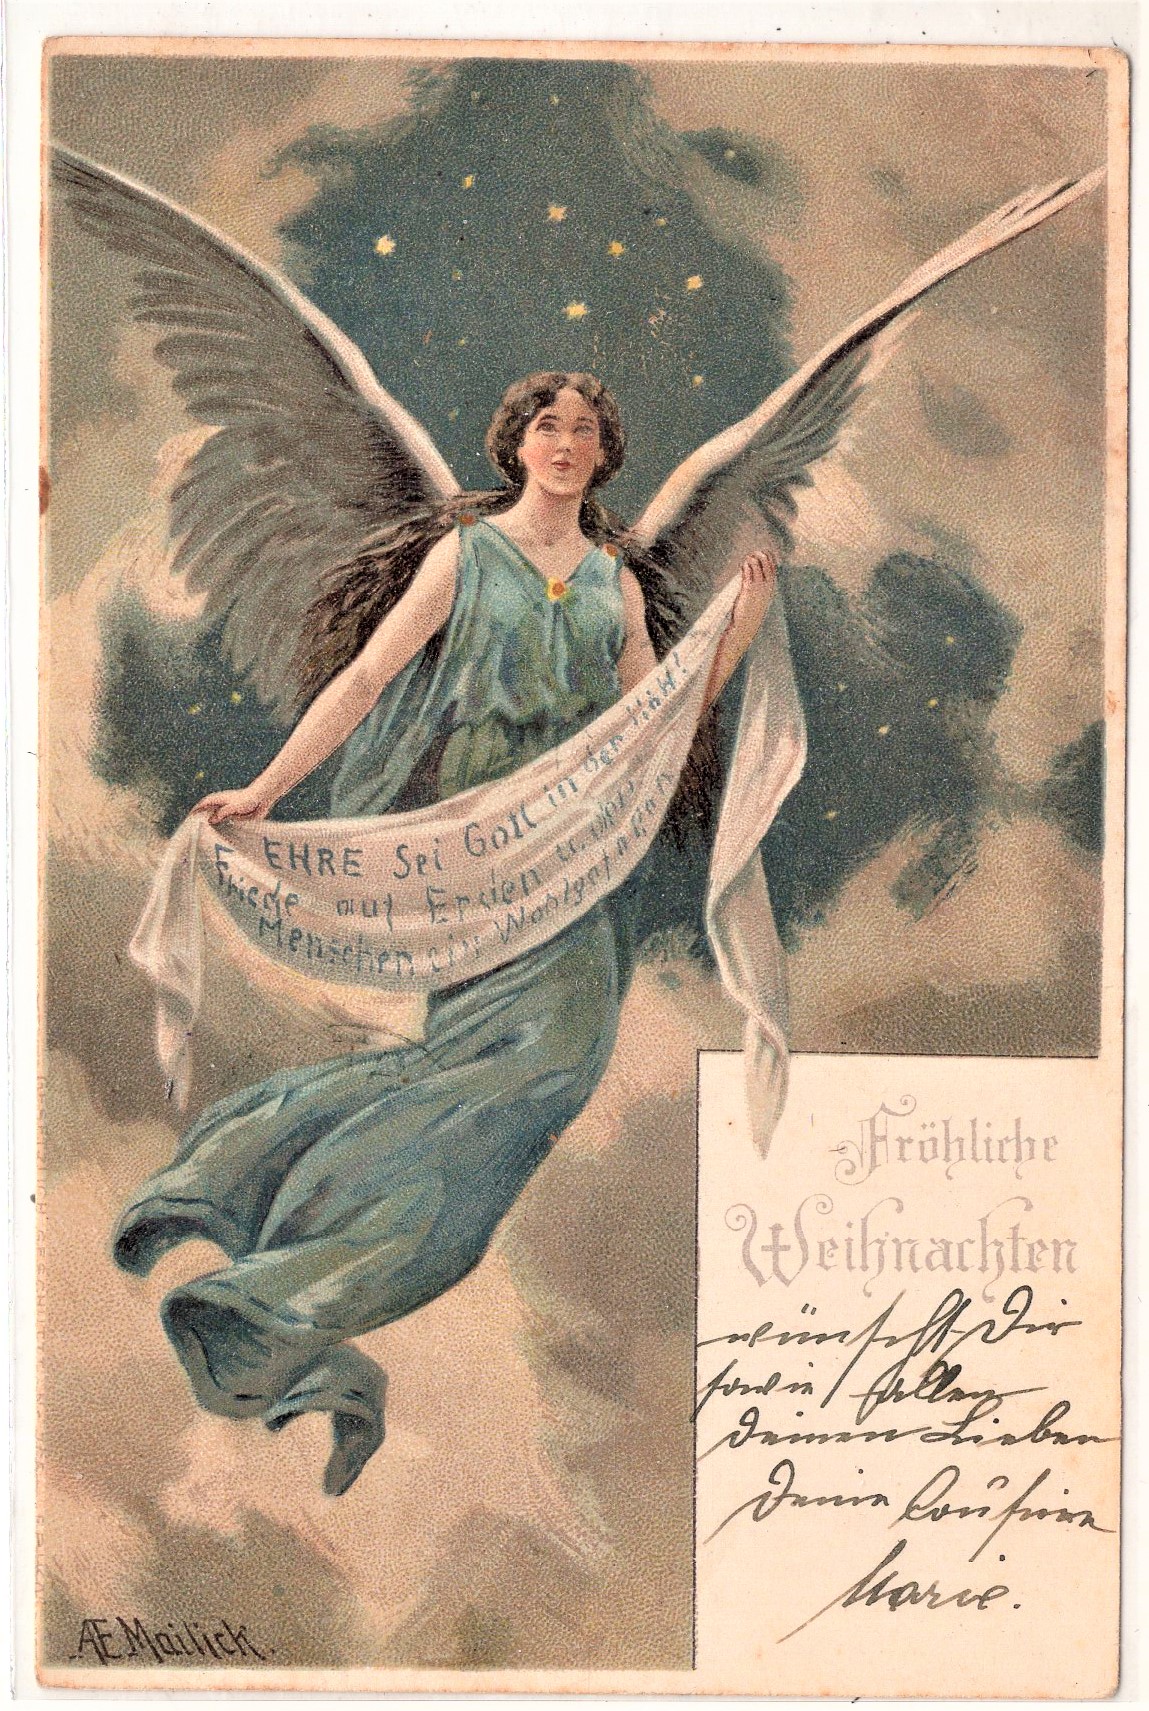 EHRE Sei Gott in der Höh!
Friede auf Erden u. den
Menschen ein Wohlgefallen
Fröhliche
Weihnachten
wünscht Dir
sowie allen
Deinen Lieben
Deine Cousine
Marie.
AE Mailick.